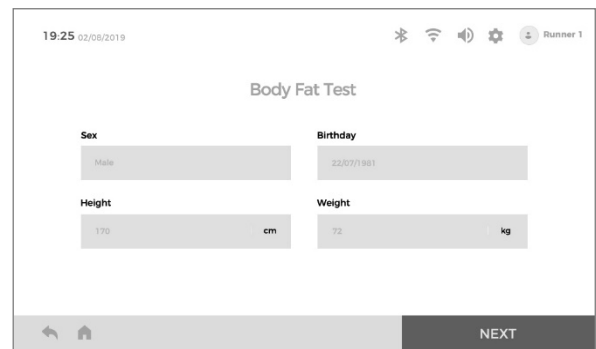 19:25 02/08/2019 Runner 1
Body Fat Test
Sex Birthday
Male 22/07/1981
Height Weight
170 cm 72 kg
NEXT